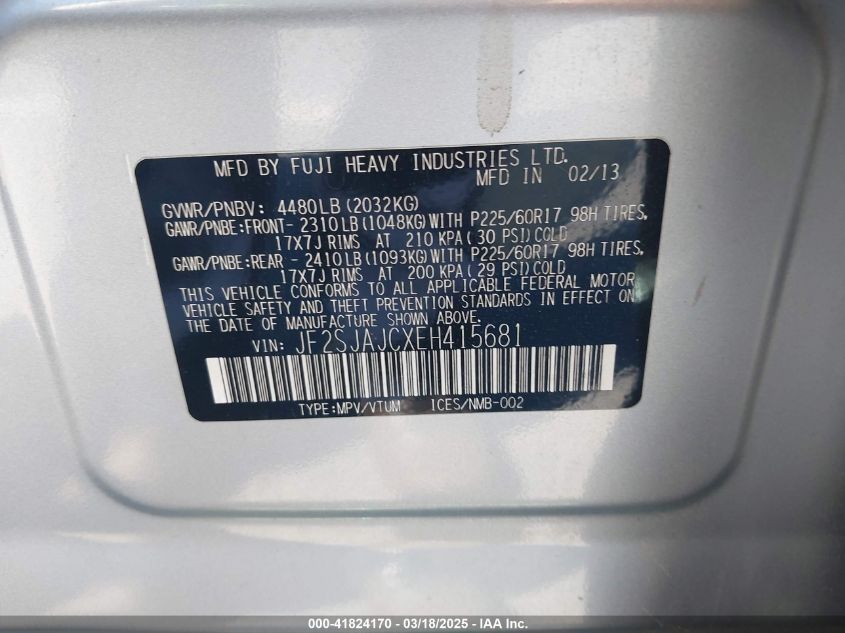 MFD BY FUJI HEAVY INDUSTRIES LTD.
MFD IN 02/13
GVWR/PNBV: 4480LB(2032KG)
GAWR/PNBE:FRONT- 2310LB(1048KG)WITH P225/60R17 98H TIRES,
17X7J RIMS AT 210 KPA(30 PSI)COLD
GAWR/PNBE:REAR - 2410LB(1093KG)WITH P225/60R17 98H TIRES,
17X7J RIMS AT 200 KPA(29 PSI)COLD
THIS VEHICLE CONFORMS TO ALL APPLICABLE FEDERAL MOTOR
VEHICLE SAFETY AND THEFT PREVENTION STANDARDS IN EFFECT ON
THE DATE OF MANUFACTURE SHOWN ABOVE.
VIN: JF2SJAJCXEH415681
TYPE:MPV/VTUM ICES/NMB-002
000-41824170 - 03/18/2025 - IAA Inc.